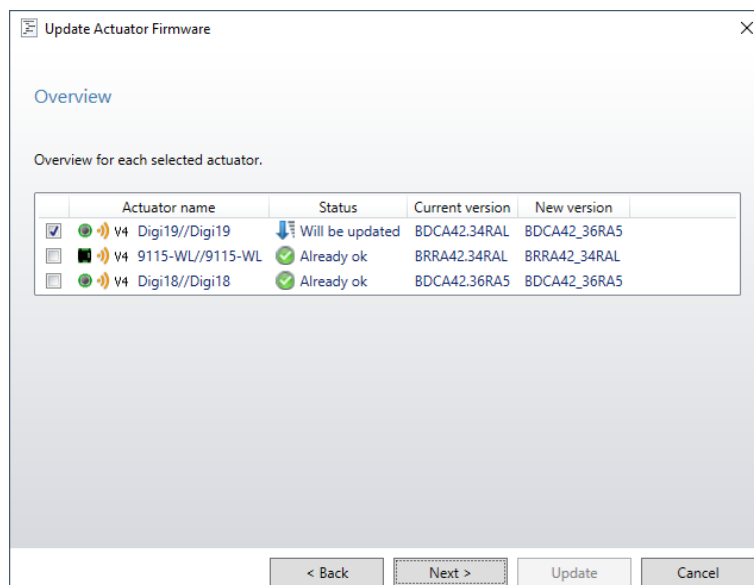 Update Actuator Firmware
Overview
Overview for each selected actuator.
Actuator name Status Current version New version
V4 Digi19//Digi19 Will be updated BDCA42.34RAL BDCA42_36RA5
V4 9115-WL//9115-WL Already ok BRRA42.34RAL BRRA42_34RAL
V4 Digi18//Digi18 Already ok BDCA42.36RA5 BDCA42_36RA5
< Back Next > Update Cancel